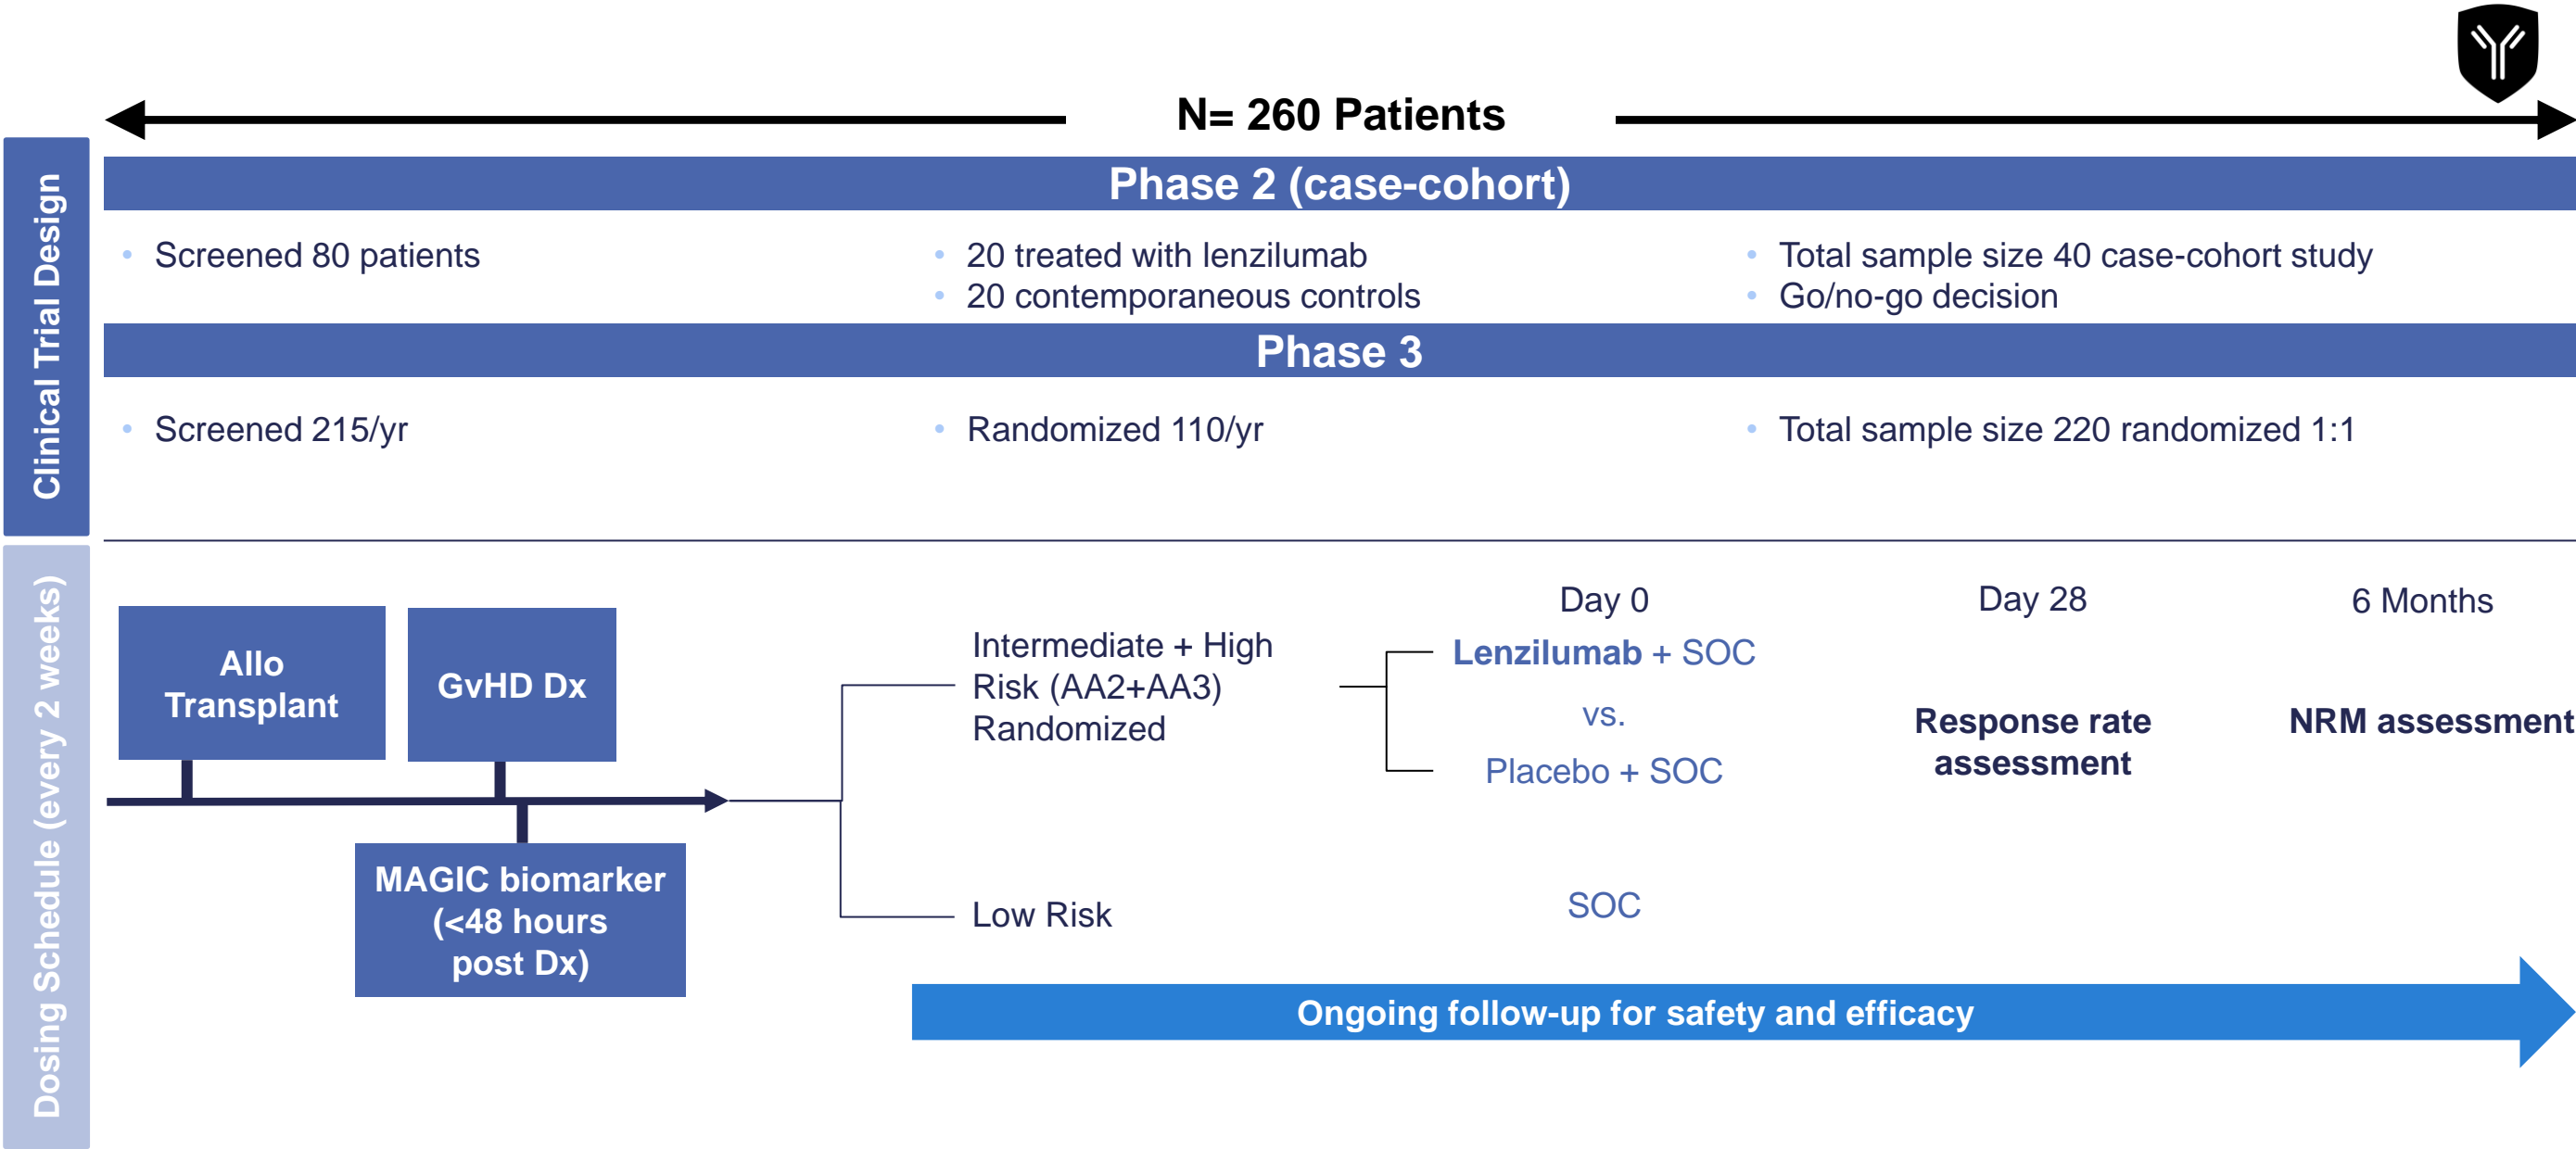 N= 260 Patients
Clinical Trial Design
Phase 2 (case-cohort)
• Screened 80 patients
• 20 treated with lenzilumab
• 20 contemporaneous controls
• Total sample size 40 case-cohort study
• Go/no-go decision
Phase 3
• Screened 215/yr
• Randomized 110/yr
• Total sample size 220 randomized 1:1
Dosing Schedule (every 2 weeks)
Allo
Transplant
GvHD Dx
MAGIC biomarker
(<48 hours
post Dx)
Intermediate + High
Risk (AA2+AA3)
Randomized
Low Risk
Day 0
Lenzilumab + SOC
vs.
Placebo + SOC
SOC
Day 28
Response rate
assessment
6 Months
NRM assessment
Ongoing follow-up for safety and efficacy